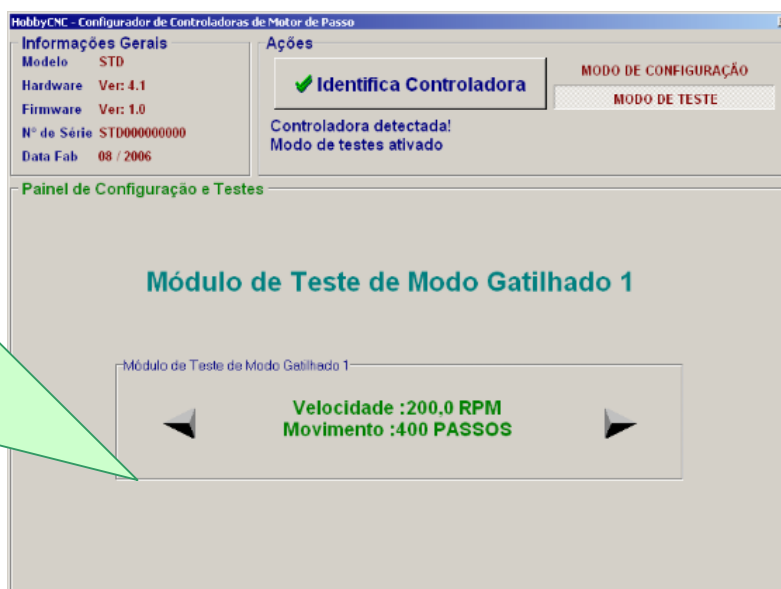 HobbyCNC - Configurador de Controladoras de Motor de Passo
Informações Gerais
Modelo STD
Hardware Ver: 4.1
Firmware Ver: 1.0
Nº de Série STD000000000
Data Fab 08 / 2006
Ações
Identifica Controladora
Controladora detectada!
Modo de testes ativado
MODO DE CONFIGURAÇÃO
MODO DE TESTE
Painel de Configuração e Testes
Módulo de Teste de Modo Gatilhado 1
Módulo de Teste de Modo Gatilhado 1
Velocidade :200,0 RPM
Movimento :400 PASSOS